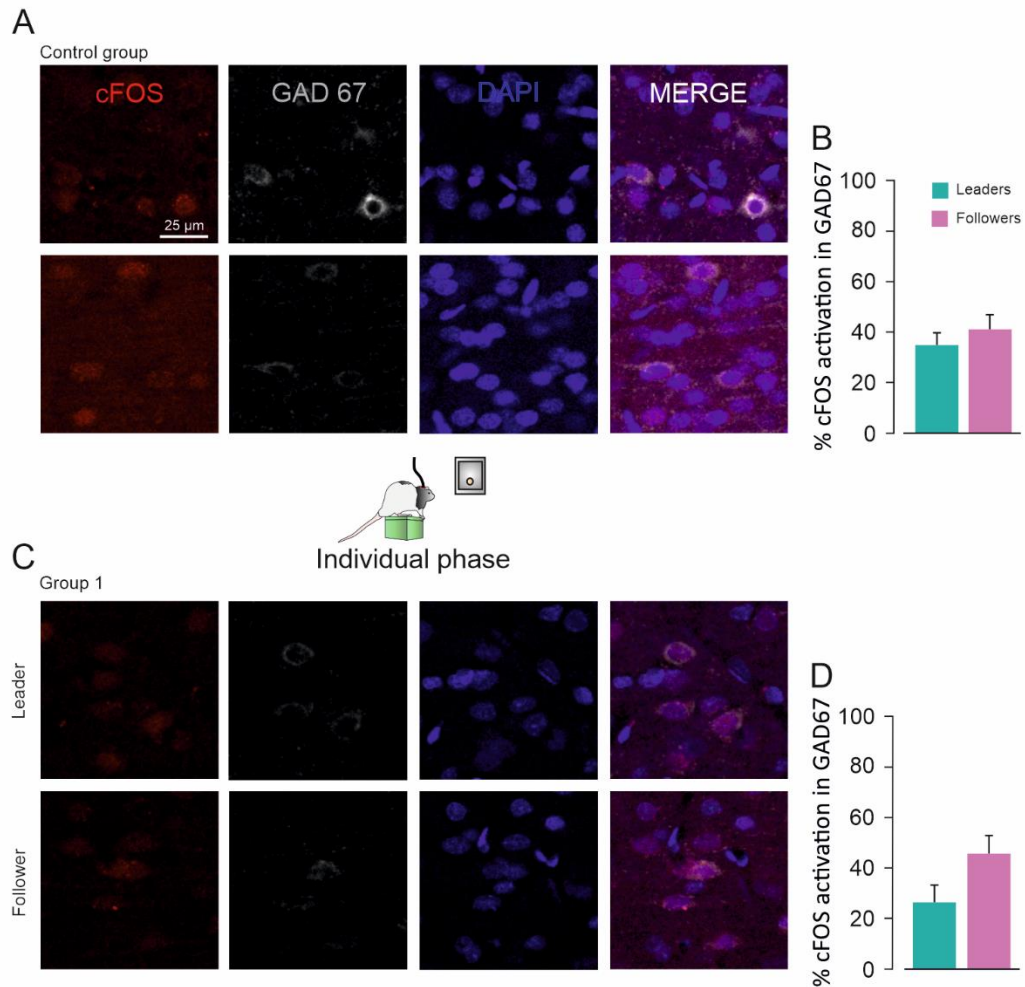 A
Control group
cFOS
GAD 67
DAPI
MERGE
25 µm
B
% cFOS activation in GAD67
100
80
60
40
20
0
Leaders
Followers
Individual phase
C
Group 1
Leader
Follower
D
% cFOS activation in GAD67
100
80
60
40
20
0